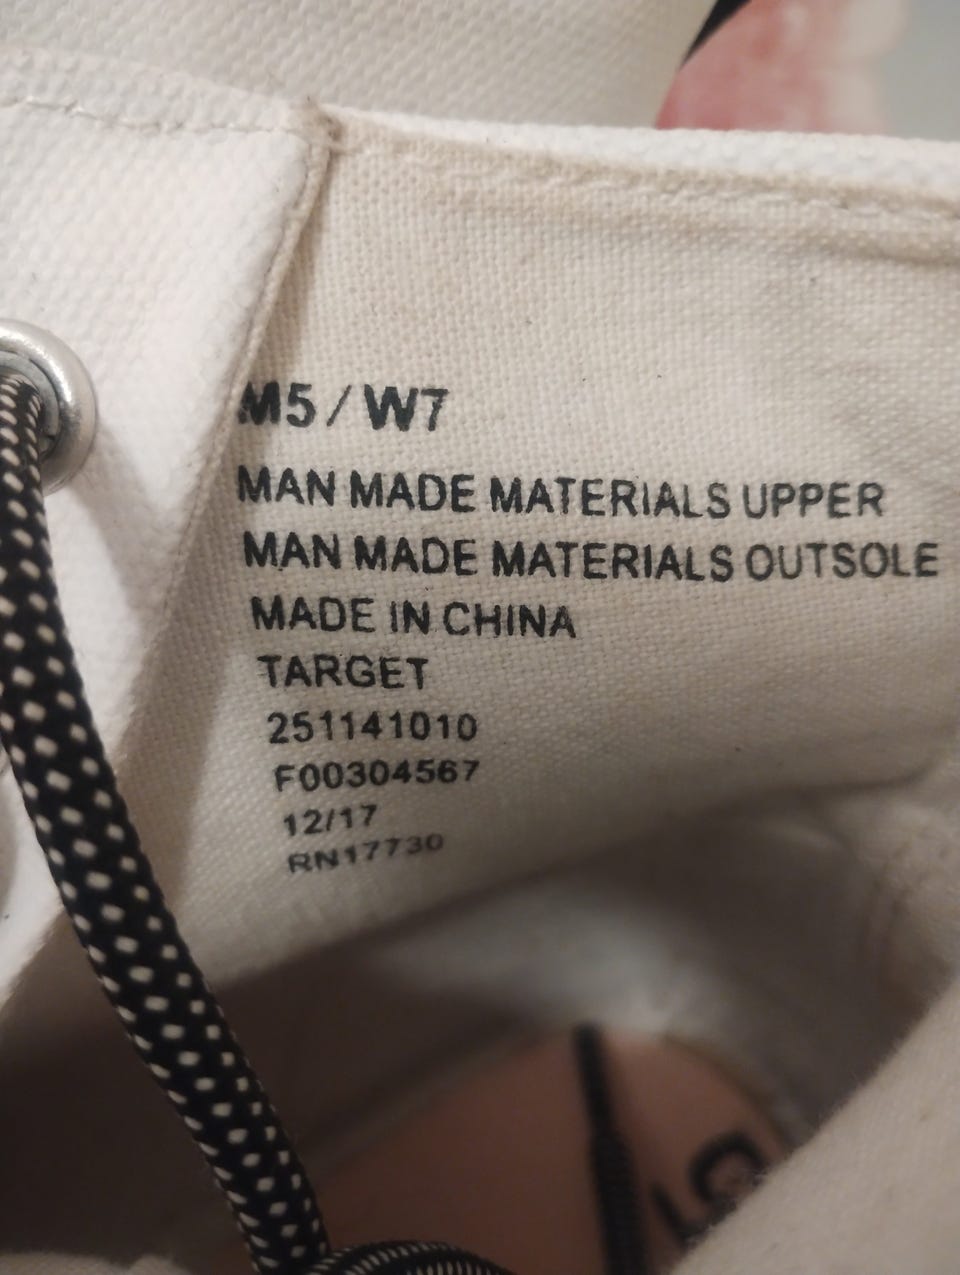 M5 / W7
MAN MADE MATERIALS UPPER
MAN MADE MATERIALS OUTSOLE
MADE IN CHINA
TARGET
251141010
F00304567
12/17
RN17730